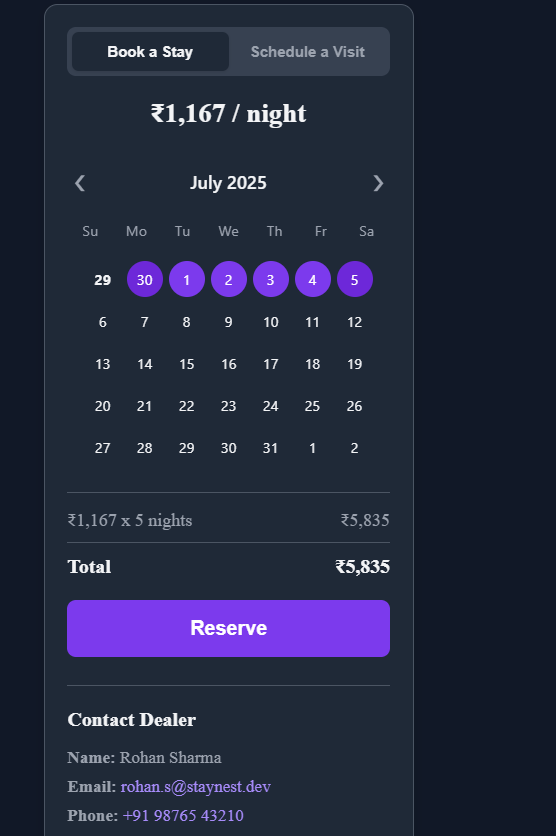 Book a Stay Schedule a Visit
₹1,167 / night
❮ July 2025 ❯
Su Mo Tu We Th Fr Sa
29 30 1 2 3 4 5
6 7 8 9 10 11 12
13 14 15 16 17 18 19
20 21 22 23 24 25 26
27 28 29 30 31 1 2
₹1,167 x 5 nights ₹5,835
Total ₹5,835
Reserve
Contact Dealer
Name: Rohan Sharma
Email: rohan.s@staynest.dev
Phone: +91 98765 43210